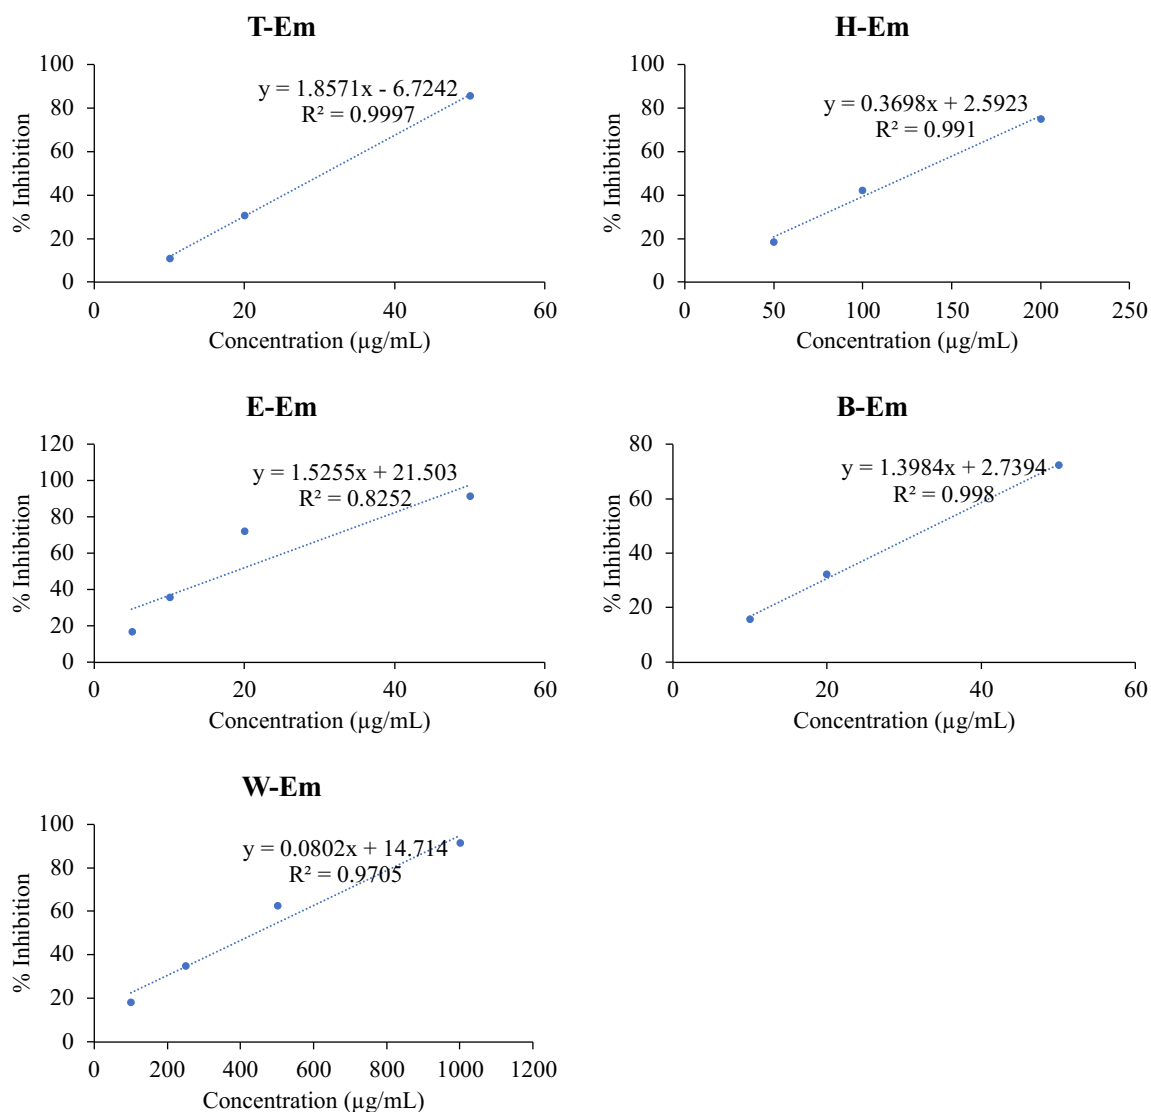 T-Em
% Inhibition
100
80
60
40
20
0
y = 1.8571x - 6.7242
R² = 0.9997
0 20 40 60
Concentration (µg/mL)
H-Em
% Inhibition
100
80
60
40
20
0
y = 0.3698x + 2.5923
R² = 0.991
0 50 100 150 200 250
Concentration (µg/mL)
E-Em
% Inhibition
120
100
80
60
40
20
0
y = 1.5255x + 21.503
R² = 0.8252
0 20 40 60
Concentration (µg/mL)
B-Em
% Inhibition
80
60
40
20
0
y = 1.3984x + 2.7394
R² = 0.998
0 20 40 60
Concentration (µg/mL)
W-Em
% Inhibition
100
80
60
40
20
0
y = 0.0802x + 14.714
R² = 0.9705
0 200 400 600 800 1000 1200
Concentration (µg/mL)